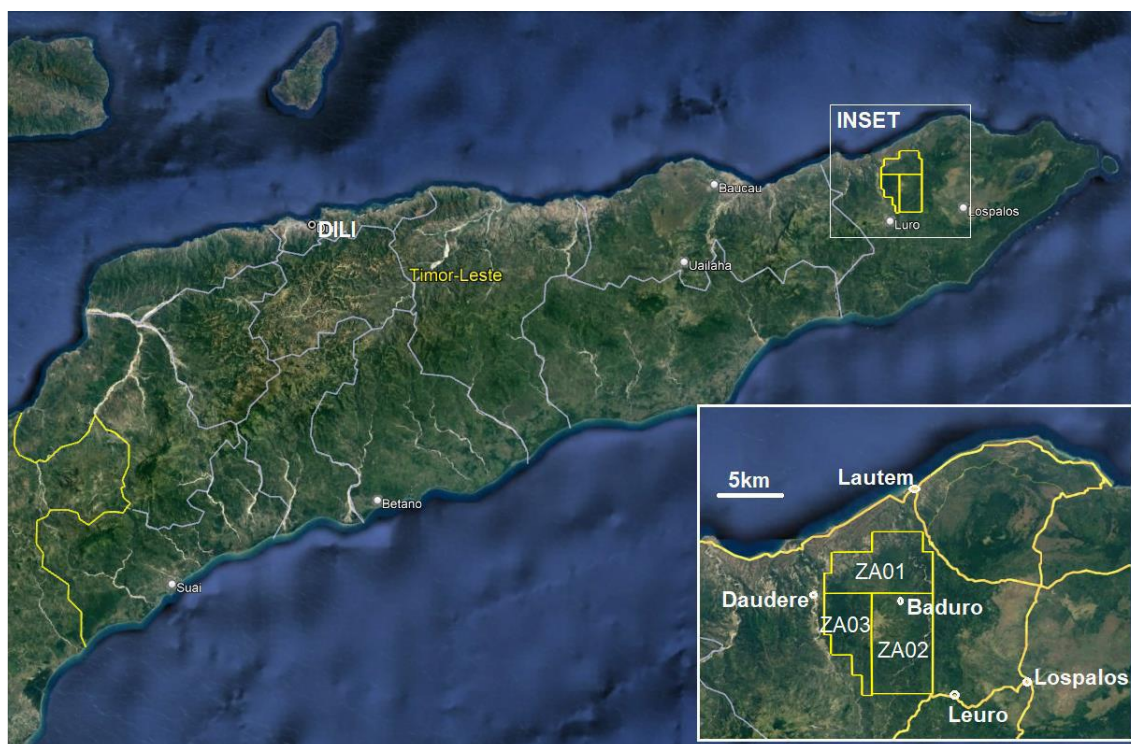 INSET
Baucau
Lospalos
Luro
DILI
Timor-Leste
Uailaha
Betano
Suai
5km
Lautem
ZA01
Daudere
Baduro
ZA03
ZA02
Lospalos
Leuro